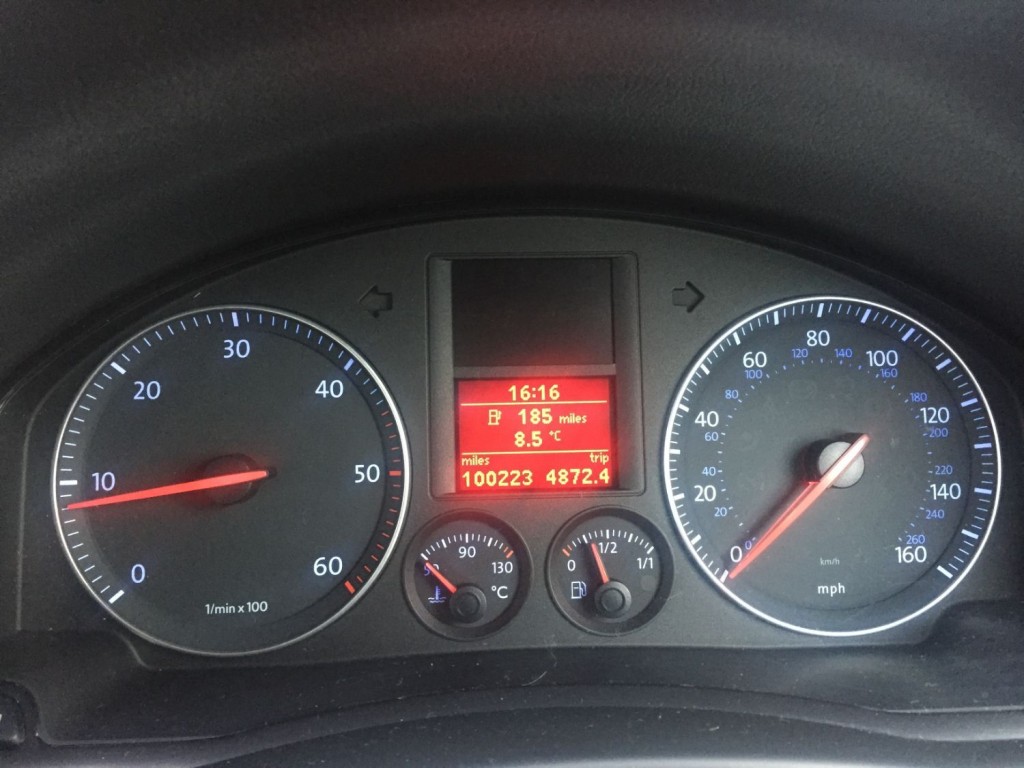 0
10
20
30
40
50
60
1/min x 100
16:16
185 miles
8.5 °C
miles trip
100223 4872.4
50 90 130
°C
0 1/2 1/1
0 20 40 60 80 100 120 140 160
0 20 40 60 80 100 120 140 160 180 200 220 240 260
km/h
mph